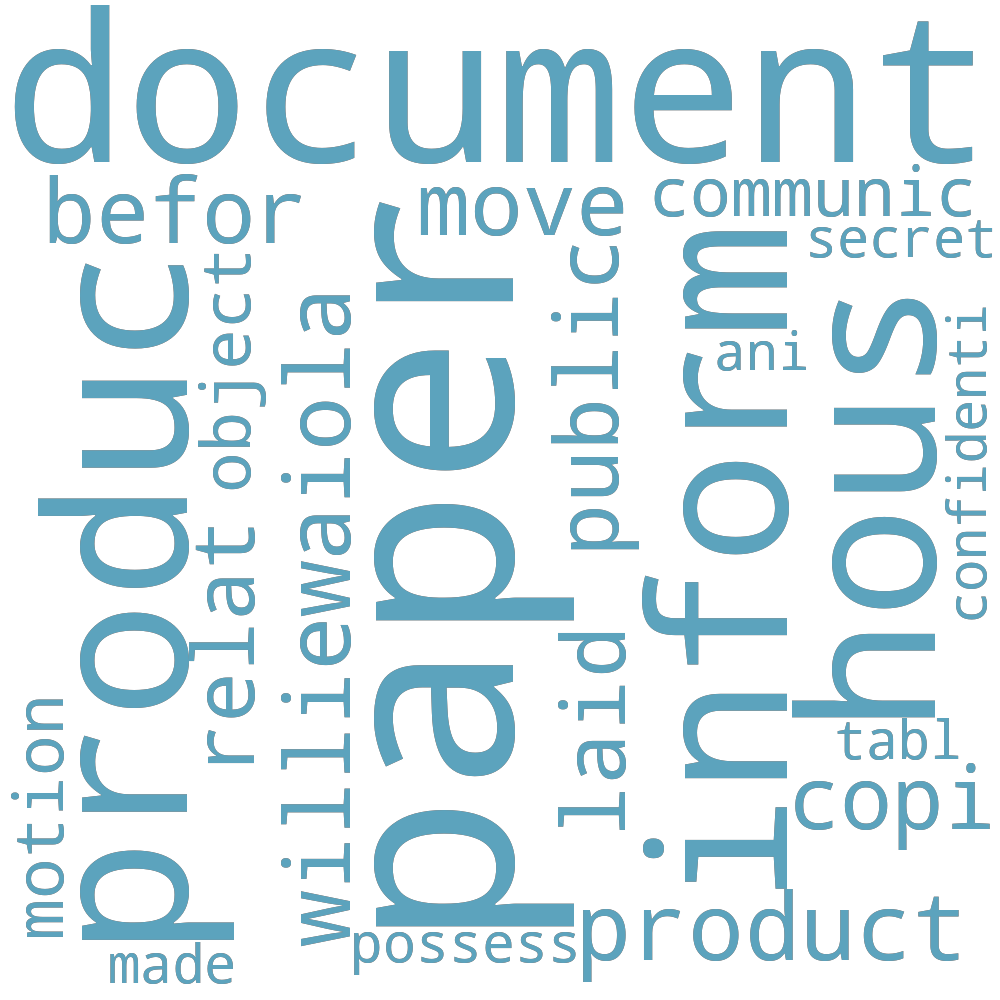 document
befor
move
communic
secret
produc
object
relat
williewaiola
paper
public
laid
inform
ani
hous
confidenti
tabl
copi
motion
made
possess
product